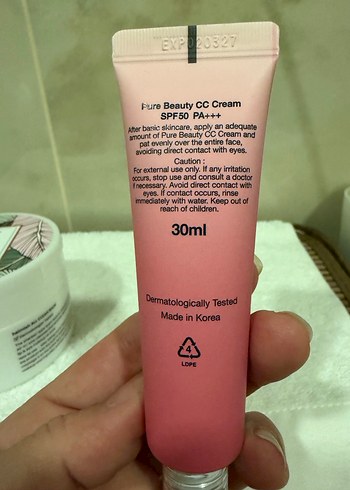 EXP020327
Pure Beauty CC Cream
SPF50 PA+++
After banic skincare, apply an adequate
amount of Pure Beauty CC Cream and
pat evenly over the entire face,
avoiding direct contact with eyes.
Caution :
For external use only. If any irritation
occurs, stop use and consult a doctor
if necessary. Avoid direct contact with
eyes. If contact occurs, rinse
immediately with water. Keep out of
reach of children.
30ml
Dermatologically Tested
Made in Korea
4
LDPE